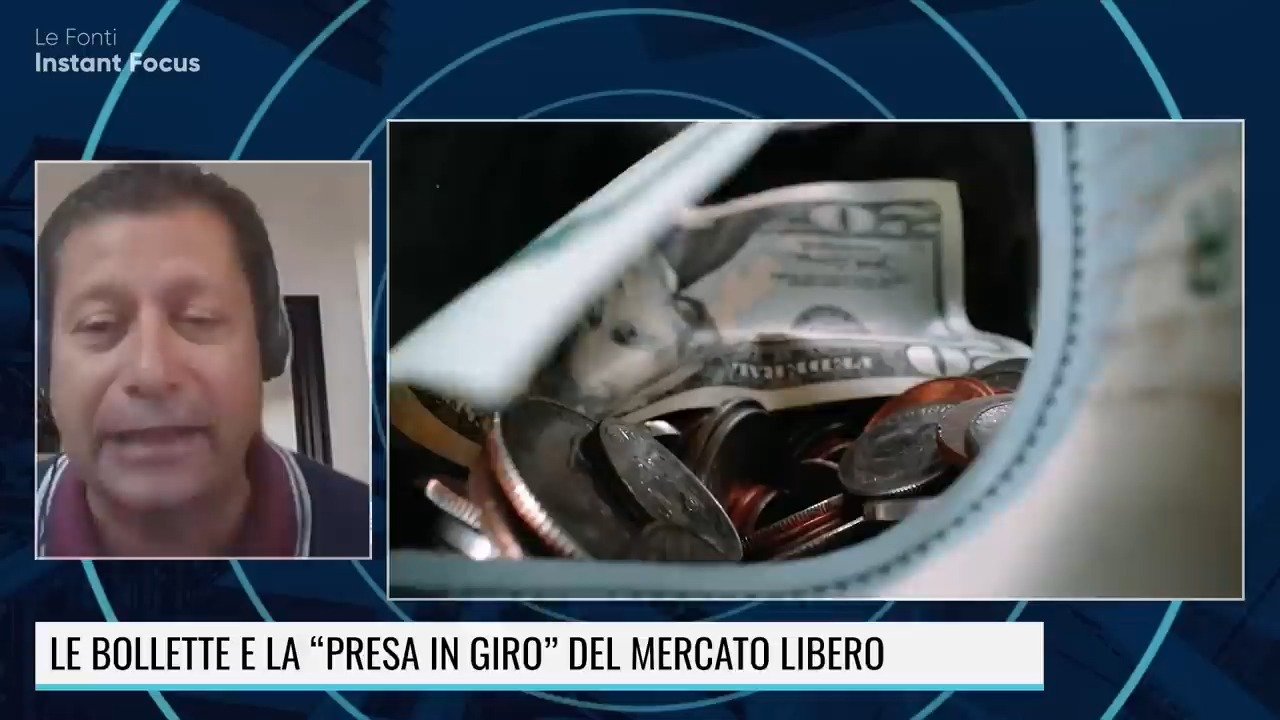 Le Fonti
Instant Focus
LE BOLLETTE E LA “PRESA IN GIRO” DEL MERCATO LIBERO